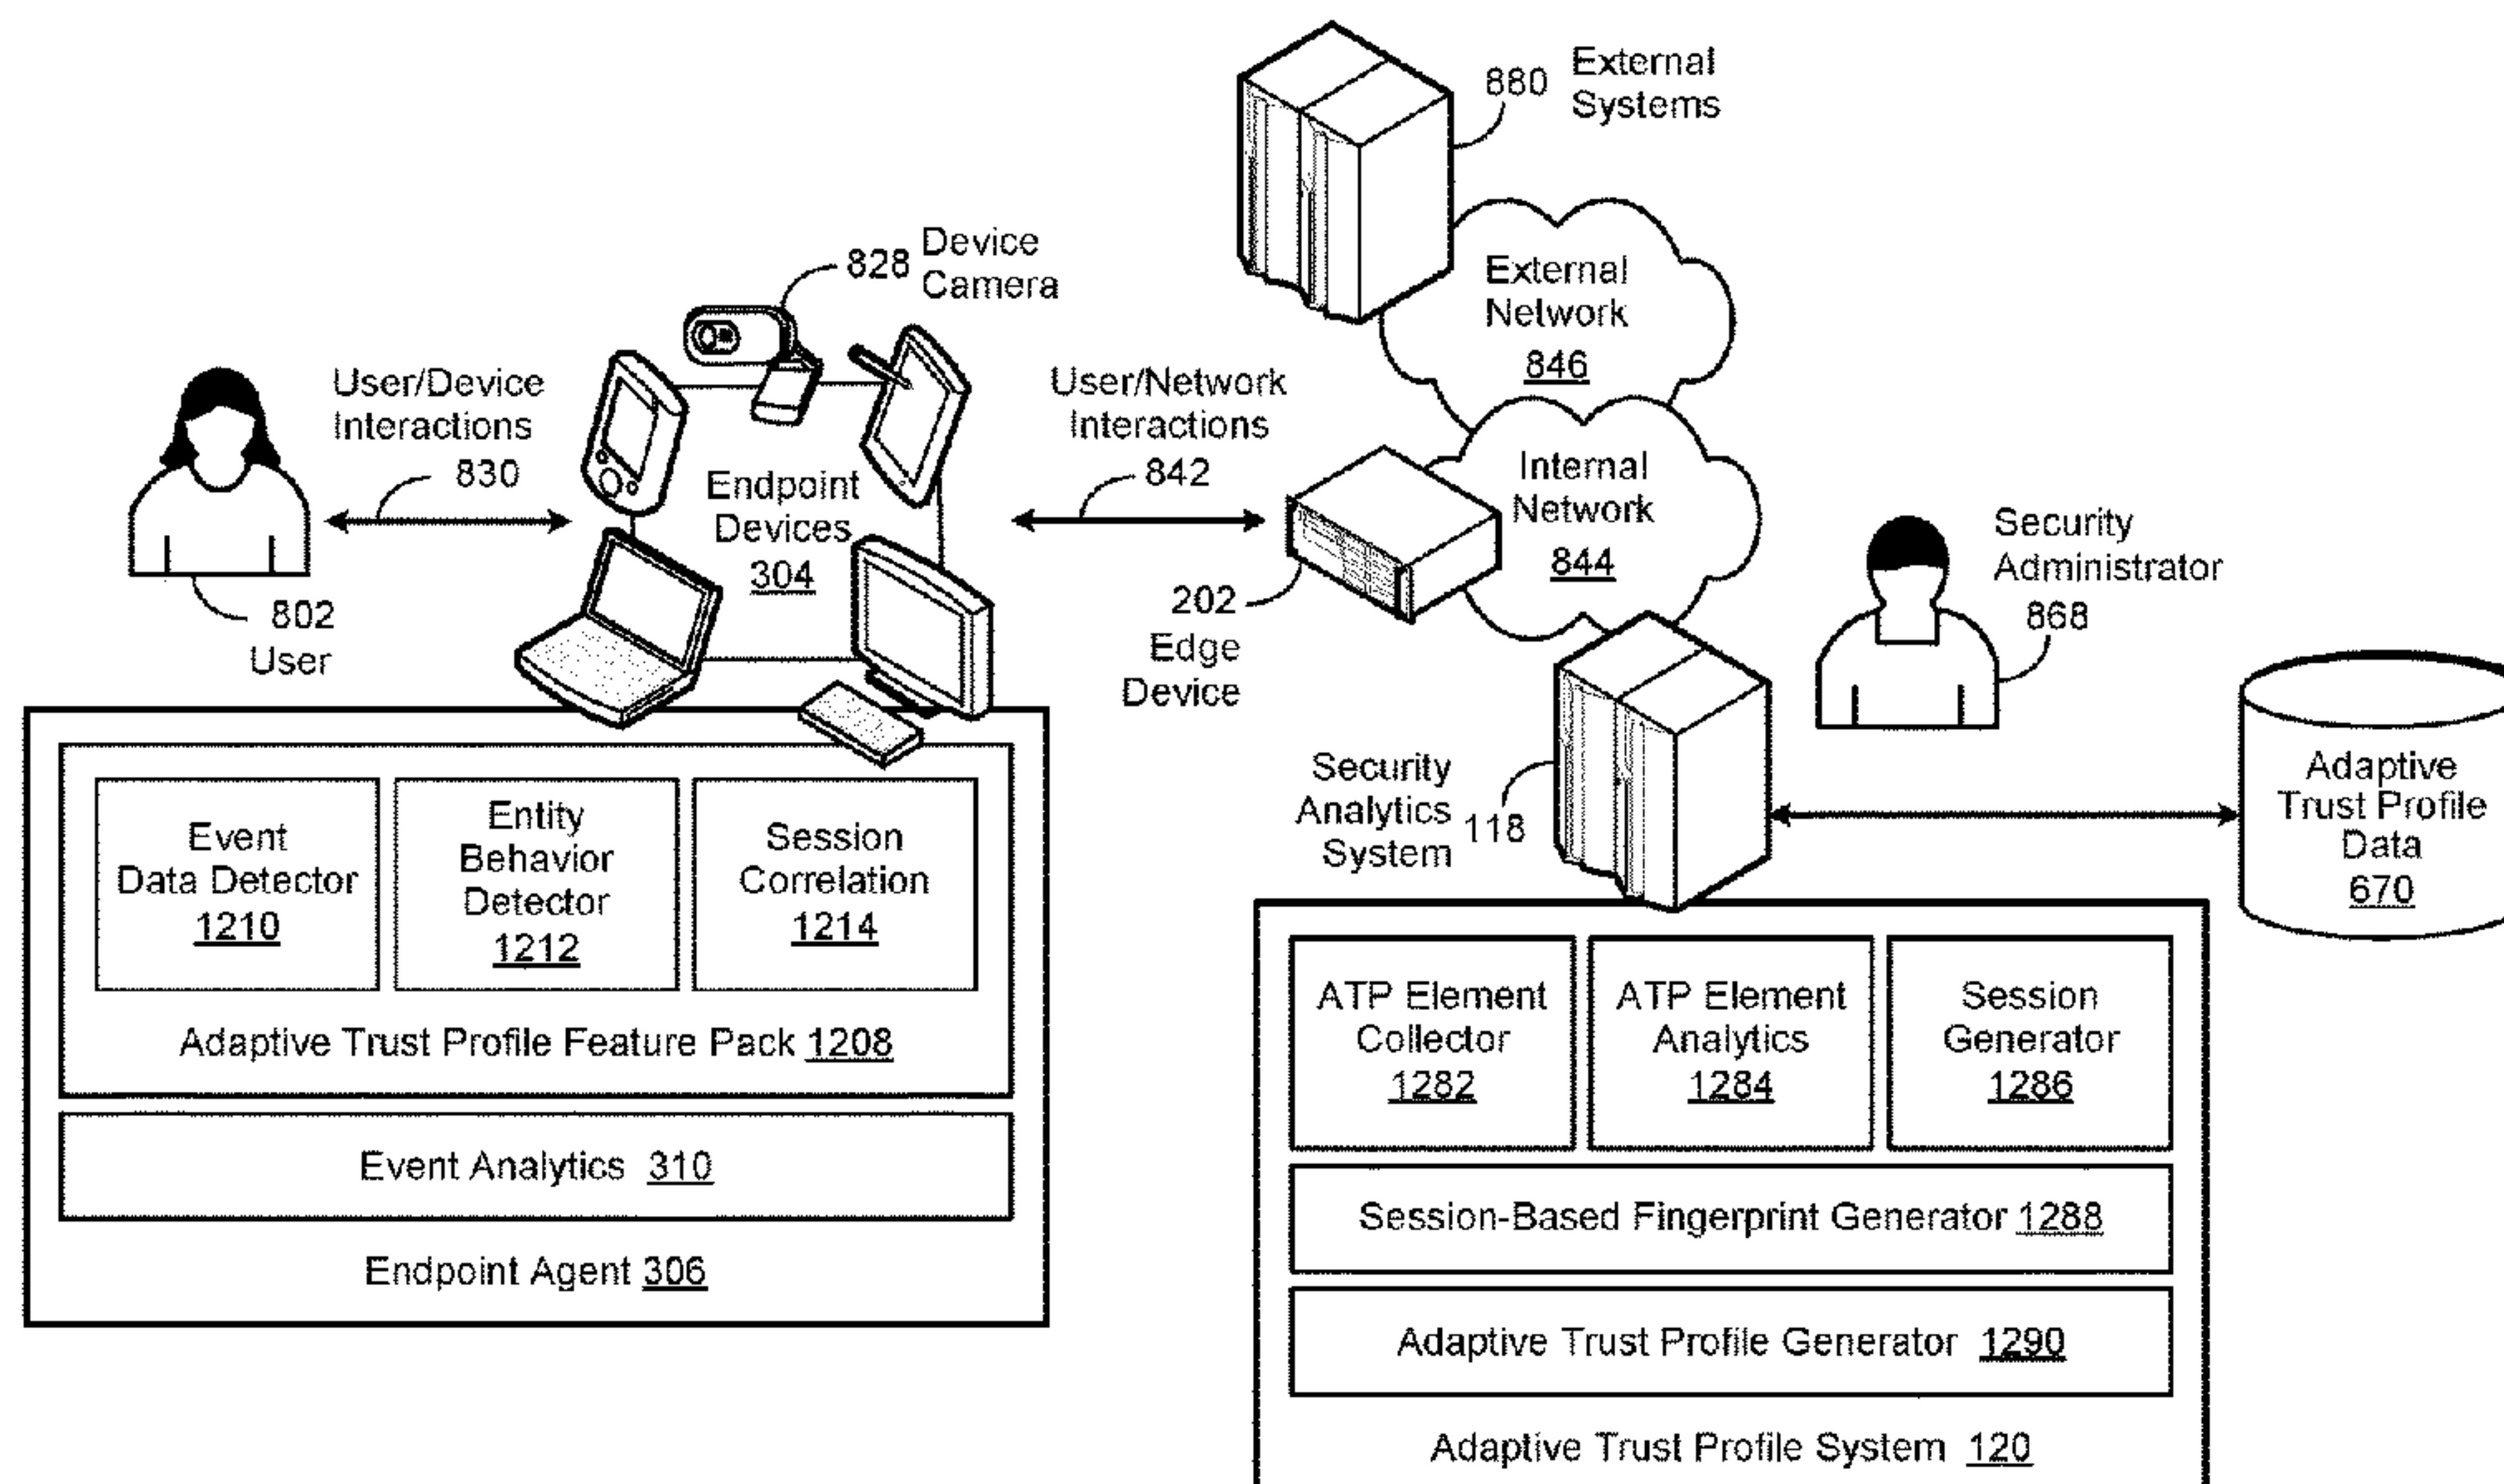 External
Systems
880
External
Network
846
828
Device
Camera
User/Device
Interactions
830
User/Network
Interactions
842
Endpoint
Devices
304
Internal
Network
844
802
User
202
Edge
Device
Security
Administrator
868
Security
Analytics
System
118
Adaptive
Trust Profile
Data
670
Event
Data Detector
1210
Entity
Behavior
Detector
1212
Session
Correlation
1214
Adaptive Trust Profile Feature Pack 1208
Event Analytics 310
Endpoint Agent 306
ATP Element
Collector
1282
ATP Element
Analytics
1284
Session
Generator
1286
Session-Based Fingerprint Generator 1288
Adaptive Trust Profile Generator 1290
Adaptive Trust Profile System 120